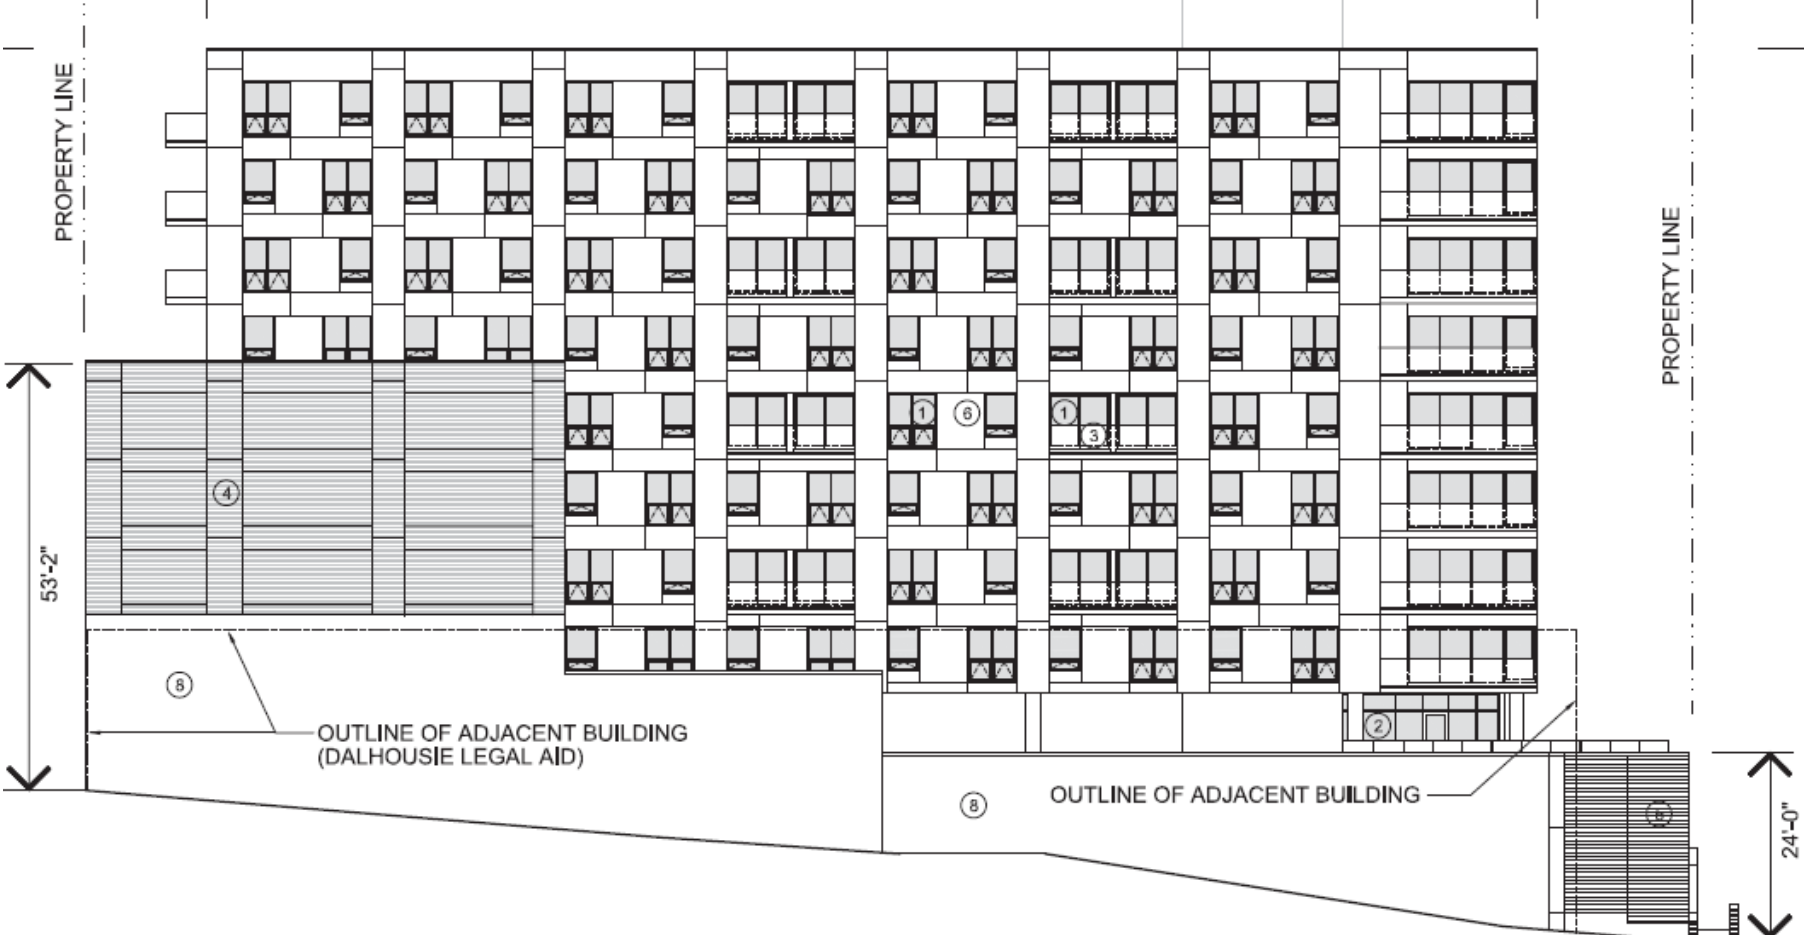 PROPERTY LINE
PROPERTY LINE
1
6
1
3
4
53'-2"
8
2
OUTLINE OF ADJACENT BUILDING
(DALHOUSIE LEGAL AID)
OUTLINE OF ADJACENT BUILDING
8
24'-0"